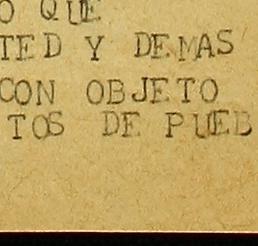 O QUE
TED Y DEMAS
CON OBJETO
TOS DE PUEB